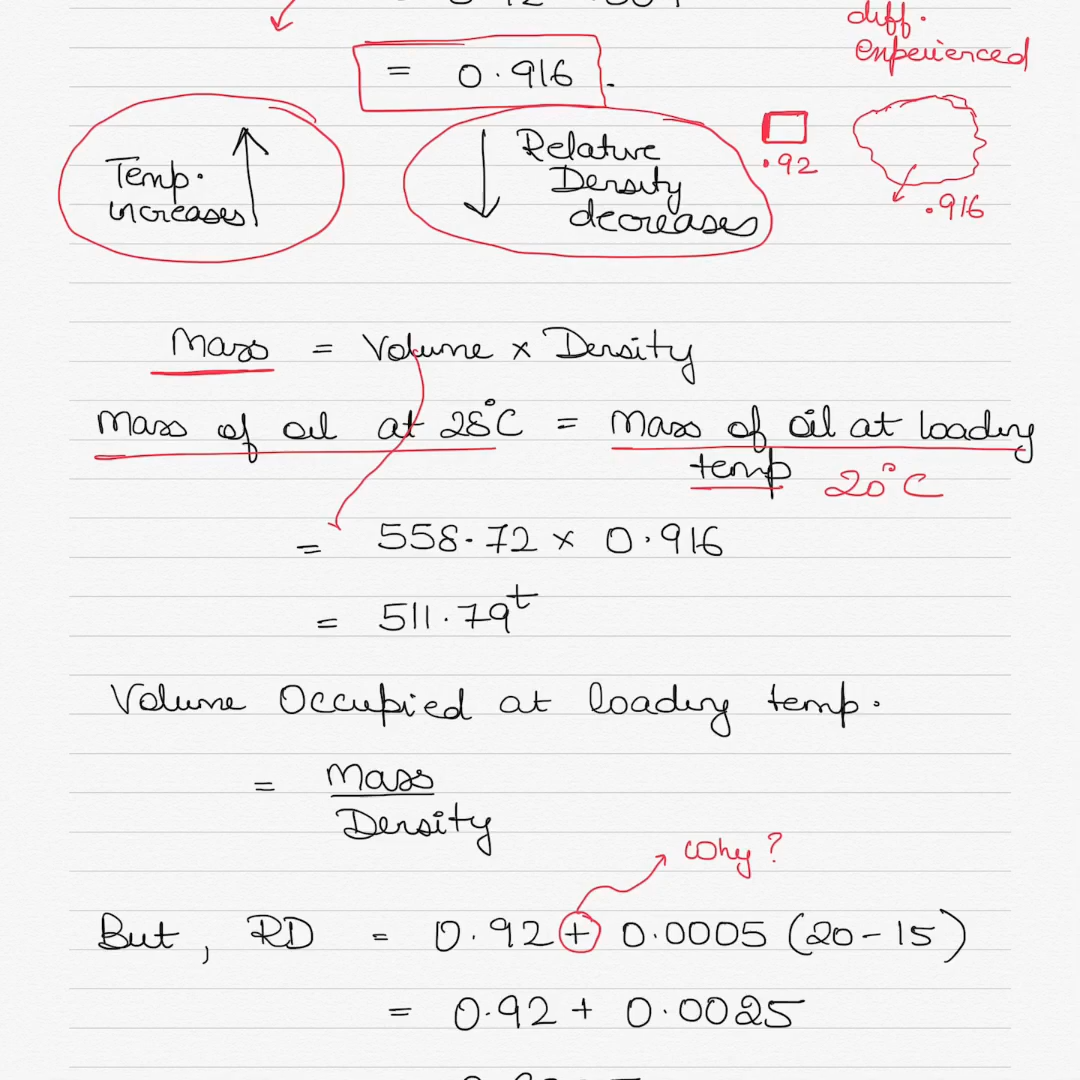 diff.
experienced
= 0.916.
Temp. increases
Relative Density decreases
.92
.916
Mass = Volume x Density
Mass of oil at 28°C = Mass of oil at loading
temp 20°C
= 558.72 x 0.916
= 511.79t
Volume Occupied at loading temp.
= Mass
Density
Why?
But, RD = 0.92 + 0.0005 (20-15)
= 0.92 + 0.0025